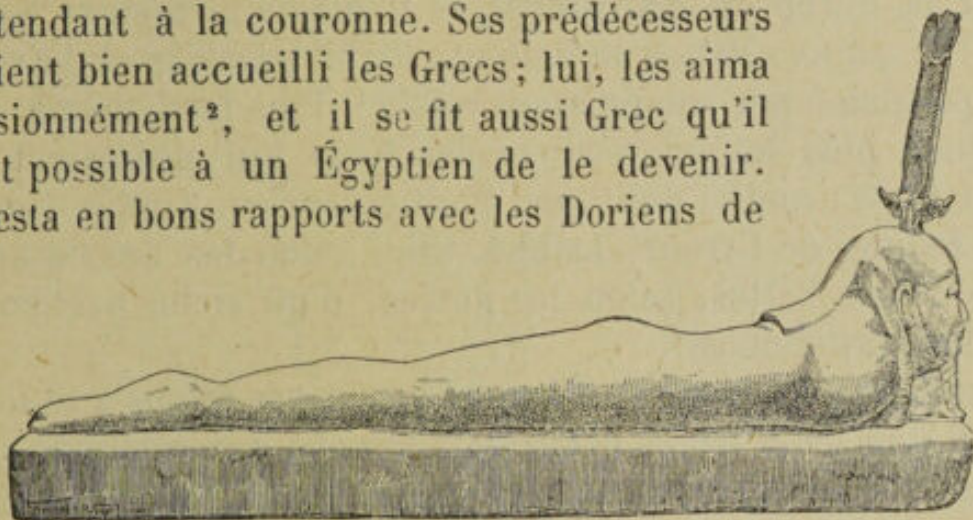 tendant à la couronne. Ses prédécesseurs
ient bien accueilli les Grecs ; lui, les aima
sionnément², et il se fit aussi Grec qu'il
t possible à un Égyptien de le devenir.
esta en bons rapports avec les Doriens de